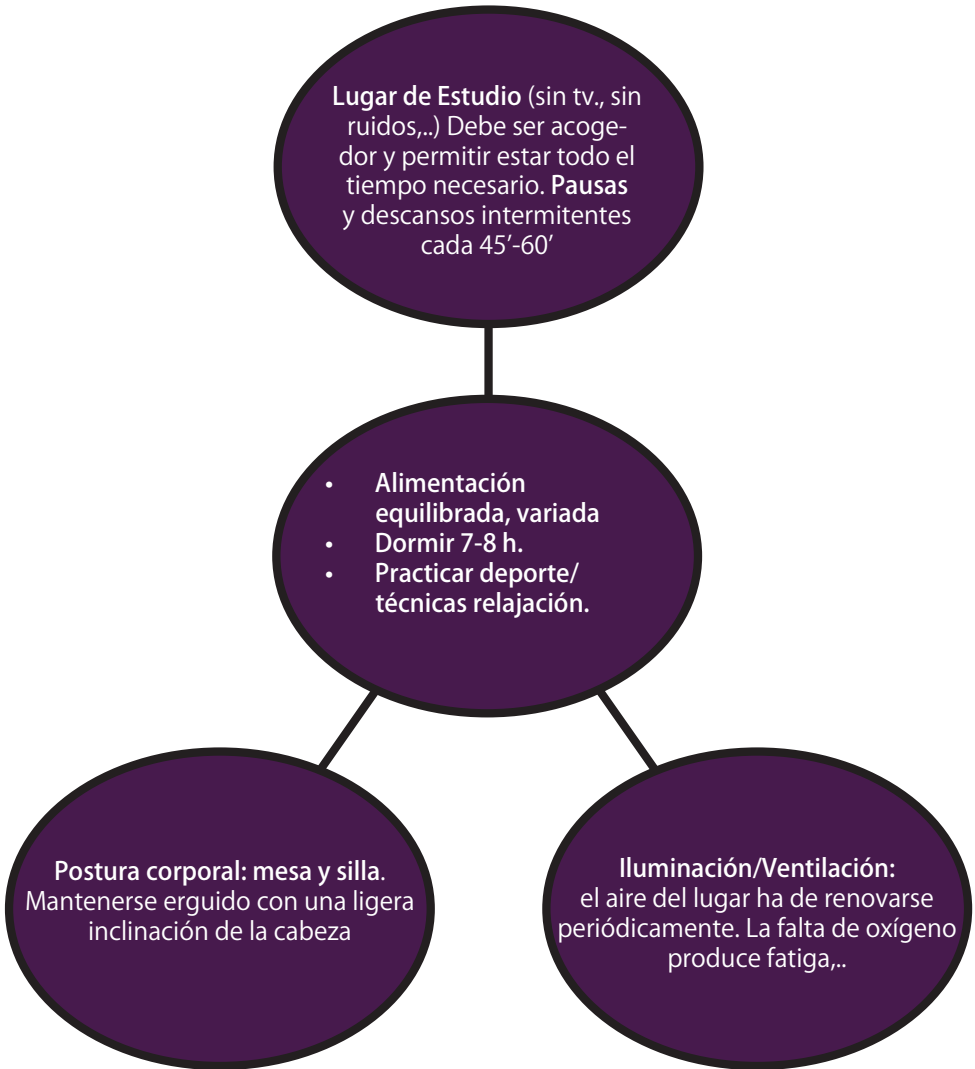 Lugar de Estudio (sin tv., sin
ruidos,..) Debe ser acoge-
dor y permitir estar todo el
tiempo necesario. Pausas
y descansos intermitentes
cada 45’-60’
• Alimentación
equilibrada, variada
• Dormir 7-8 h.
• Practicar deporte/
técnicas relajación.
Postura corporal: mesa y silla.
Mantenerse erguido con una ligera
inclinación de la cabeza
Iluminación/Ventilación:
el aire del lugar ha de renovarse
periódicamente. La falta de oxígeno
produce fatiga,..